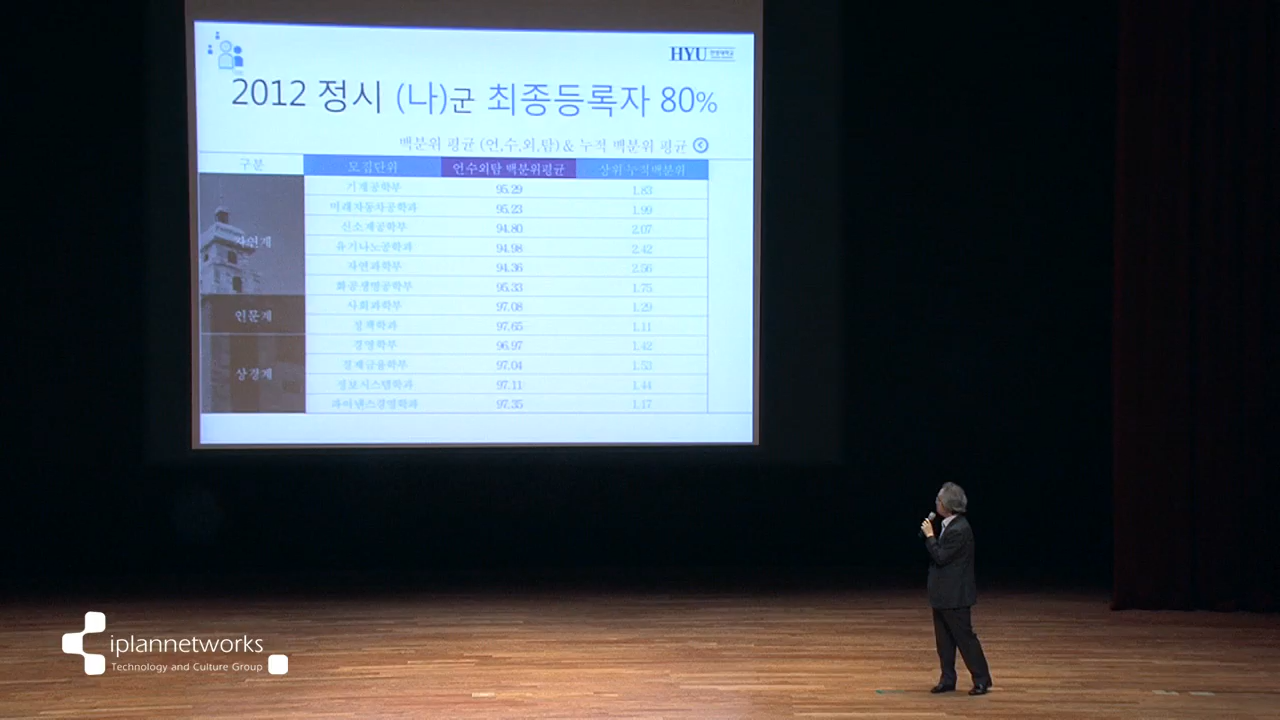 HYU 한양대학교
2012 정시 (나)군 최종등록자 80%
백분위 평균 (언,수,외,탐) & 누적 백분위 평균
구분 모집단위 언수외탐 백분위평균 상위누적백분위
자연계
기계공학부 95.29 1.83
미래자동차공학과 95.23 1.99
신소재공학부 94.80 2.07
유기나노공학과 94.98 2.42
자연과학부 94.36 2.56
화공생명공학부 95.33 1.75
인문계
사회과학부 97.08 1.29
정책학과 97.65 1.11
상경계
경영학부 96.97 1.42
경제금융학부 97.04 1.53
정보시스템학과 97.11 1.44
파이낸스경영학과 97.35 1.17
iplannetworks
Technology and Culture Group